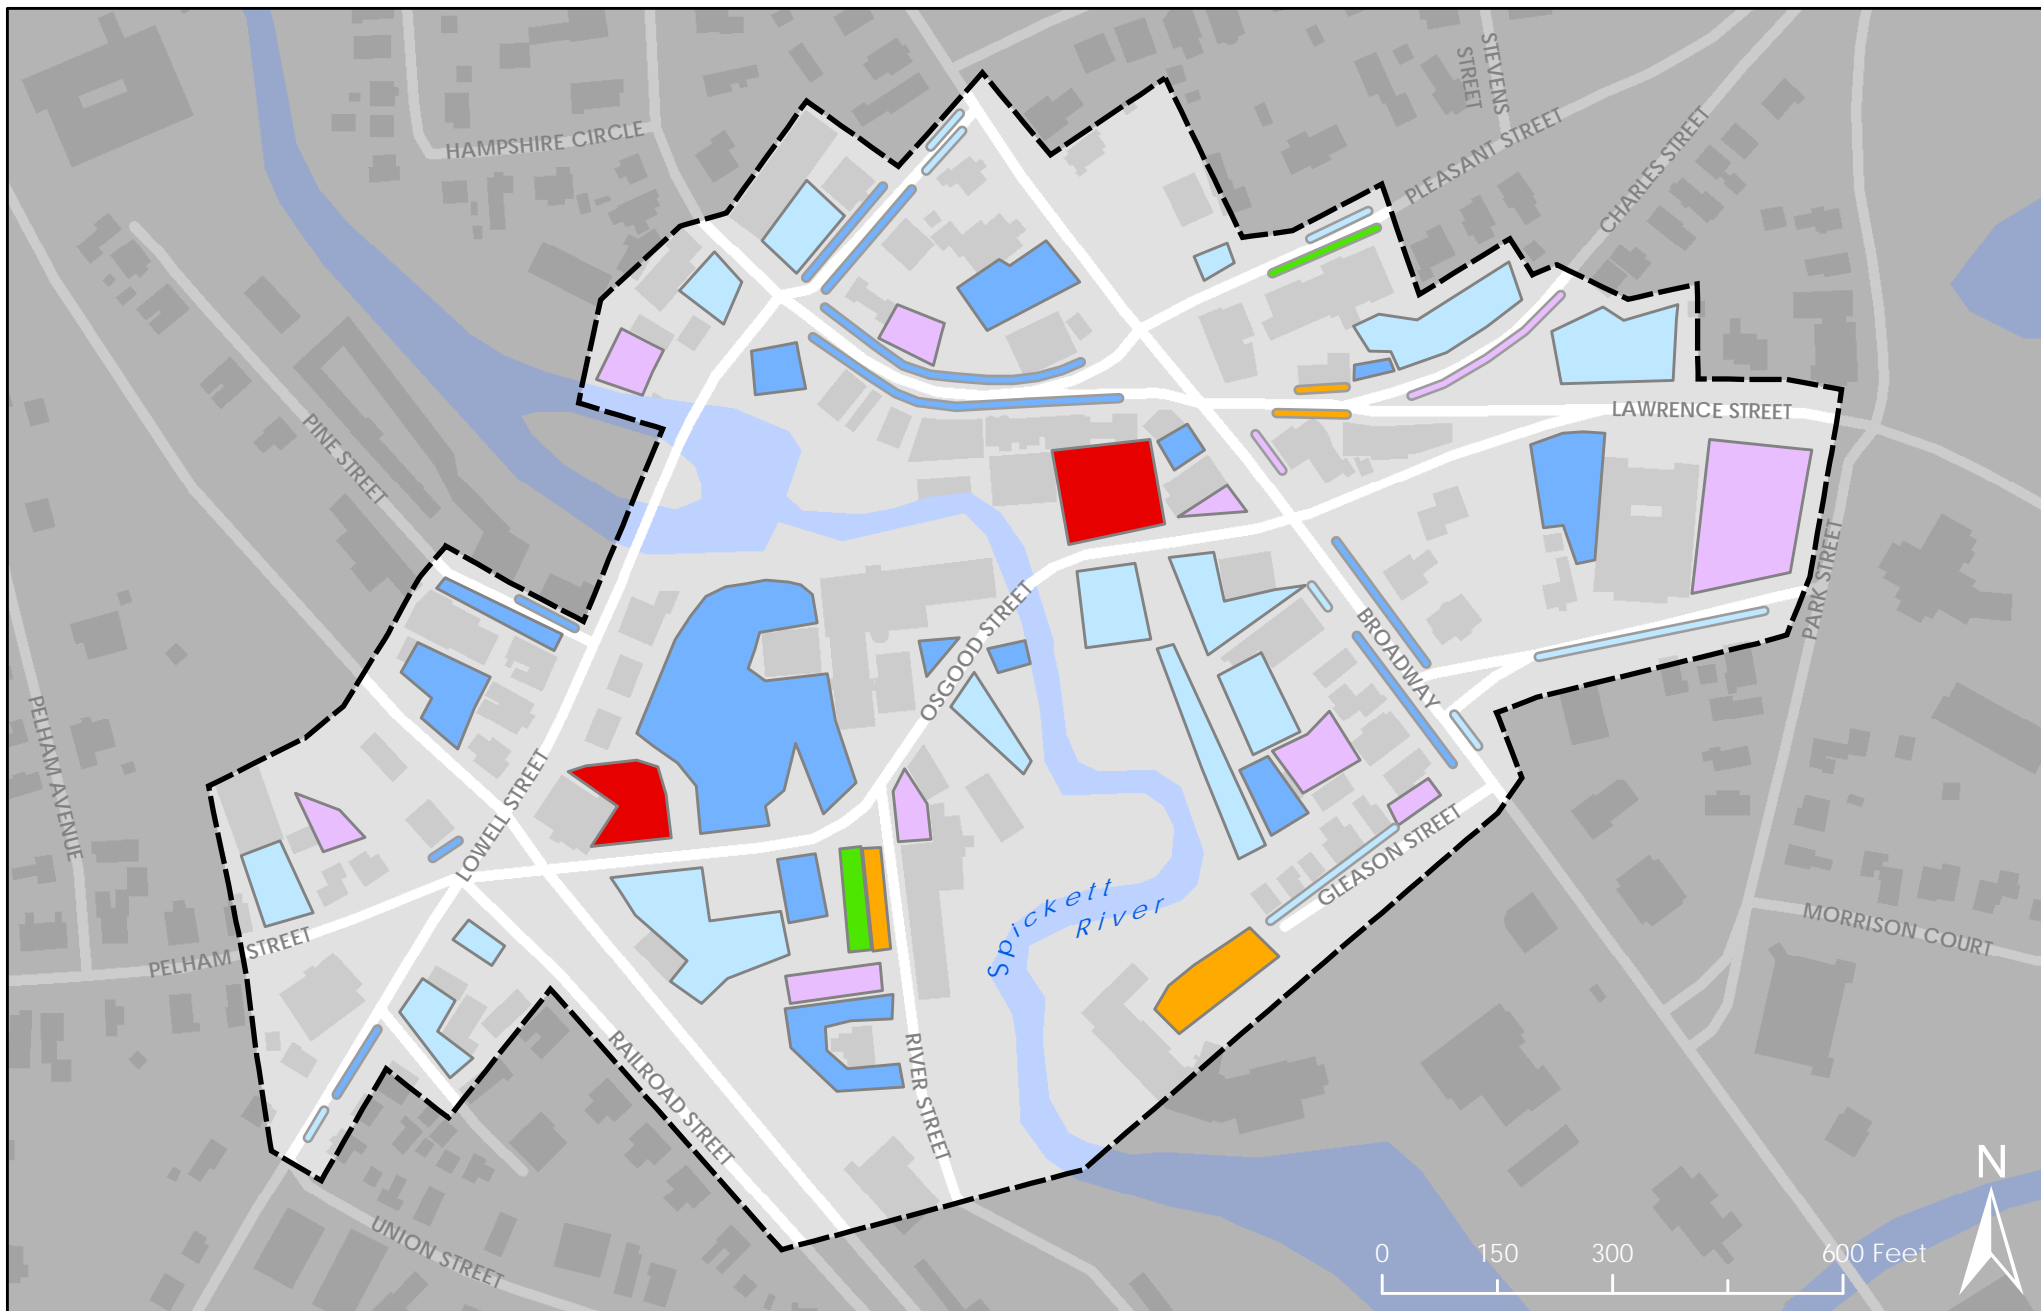 STEVENS
STREET
HAMPSHIRE CIRCLE
PLEASANT STREET
CHARLES STREET
LAWRENCE STREET
PINE STREET
PARK STREET
OSGOOD STREET
BROADWAY
PELHAM AVENUE
LOWELL STREET
GLEASON STREET
Spickett
River
PELHAM STREET
MORRISON COURT
RAILROAD STREET
RIVER STREET
UNION STREET
N
0 150 300 600 Feet